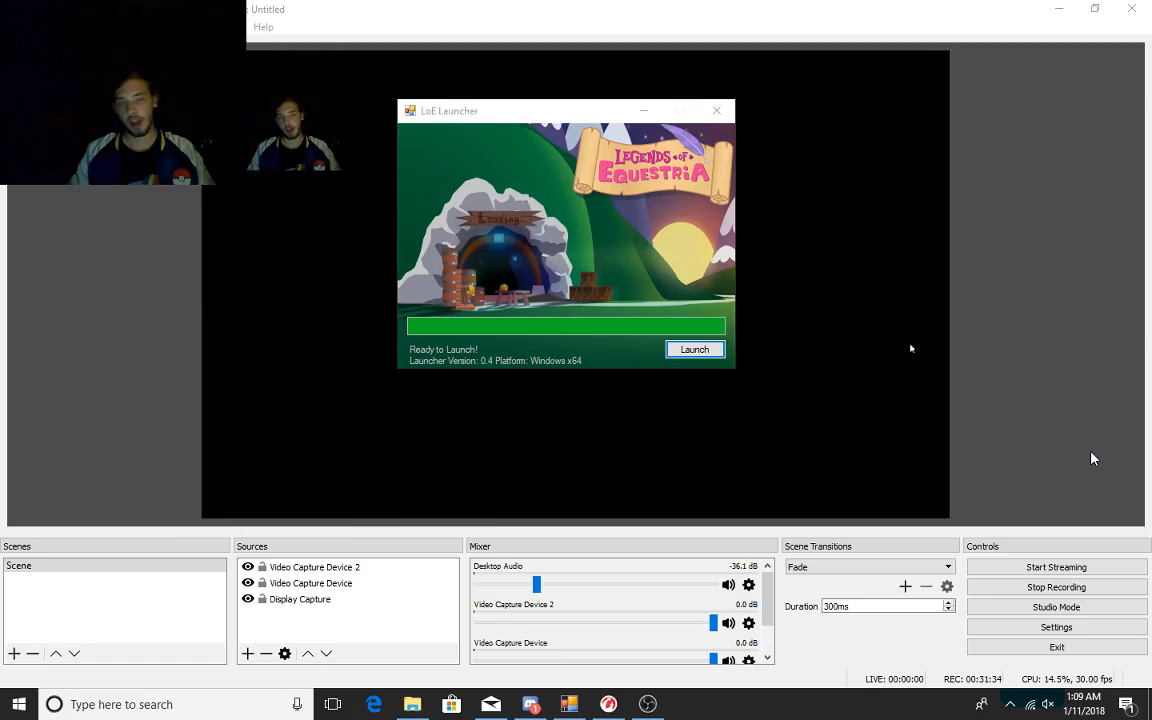 : Untitled
Help
LoE Launcher
LEGENDS OF
EQUESTRIA
Loading
Ready to Launch!
Launch
Launcher Version: 0.4 Platform: Windows x64
Scenes
Sources
Mixer
Scene Transitions
Controls
Scene
Video Capture Device 2
Video Capture Device
Display Capture
Desktop Audio
-36.1 dB
Video Capture Device 2
0.0 dB
Video Capture Device
0.0 dB
Fade
Duration
300ms
Start Streaming
Stop Recording
Studio Mode
Settings
Exit
LIVE: 00:00:00
REC: 00:31:34
CPU: 14.5%, 30.00 fps
Type here to search
1:09 AM
1/11/2018
1